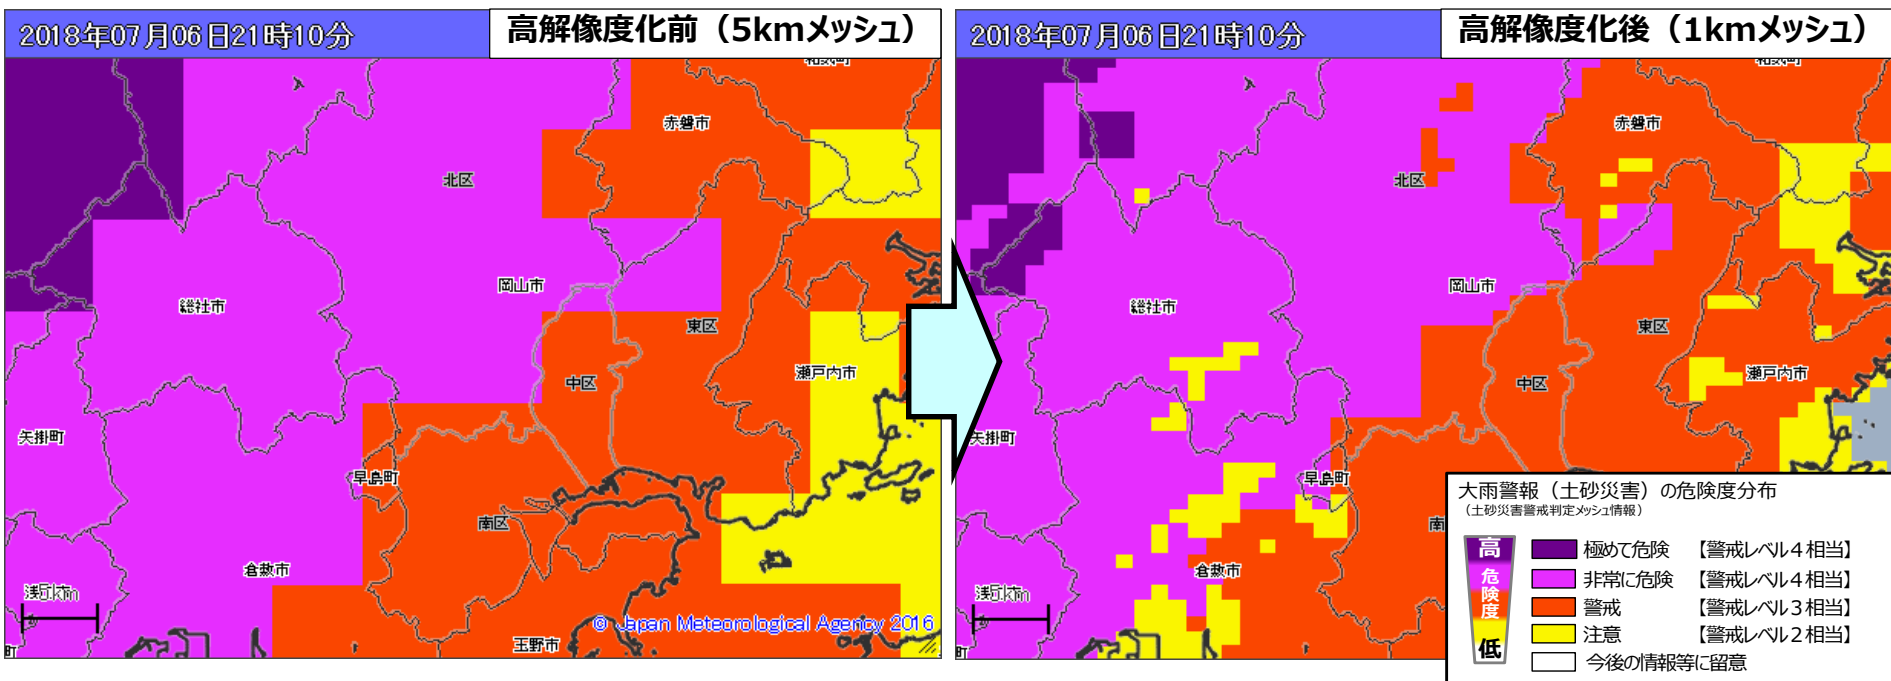 2018年07月06日21時10分
高解像度化前（5kmメッシュ）
赤磐市
北区
岡山市
総社市
東区
中区
瀬戸内市
矢掛町
早島町
南区
倉敷市
5km
玉野市
© Japan Meteorological Agency 2016
町
2018年07月06日21時10分
高解像度化後（1kmメッシュ）
赤磐市
北区
岡山市
総社市
東区
中区
瀬戸内市
矢掛町
早島町
南
倉敷市
5km
町
大雨警報（土砂災害）の危険度分布
（土砂災害警戒判定メッシュ情報）
高
危険度
低
極めて危険 【警戒レベル４相当】
非常に危険 【警戒レベル４相当】
警戒 【警戒レベル３相当】
注意 【警戒レベル２相当】
今後の情報等に留意